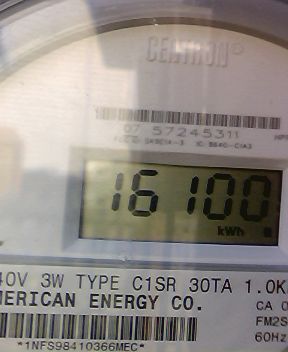 CENTRON®
07 57245311
16100
kWh
40V 3W TYPE C1SR 30TA 1.0K
MERICAN ENERGY CO.
CA 0
FM2S
60Hz
*1NFS98410366MEC*